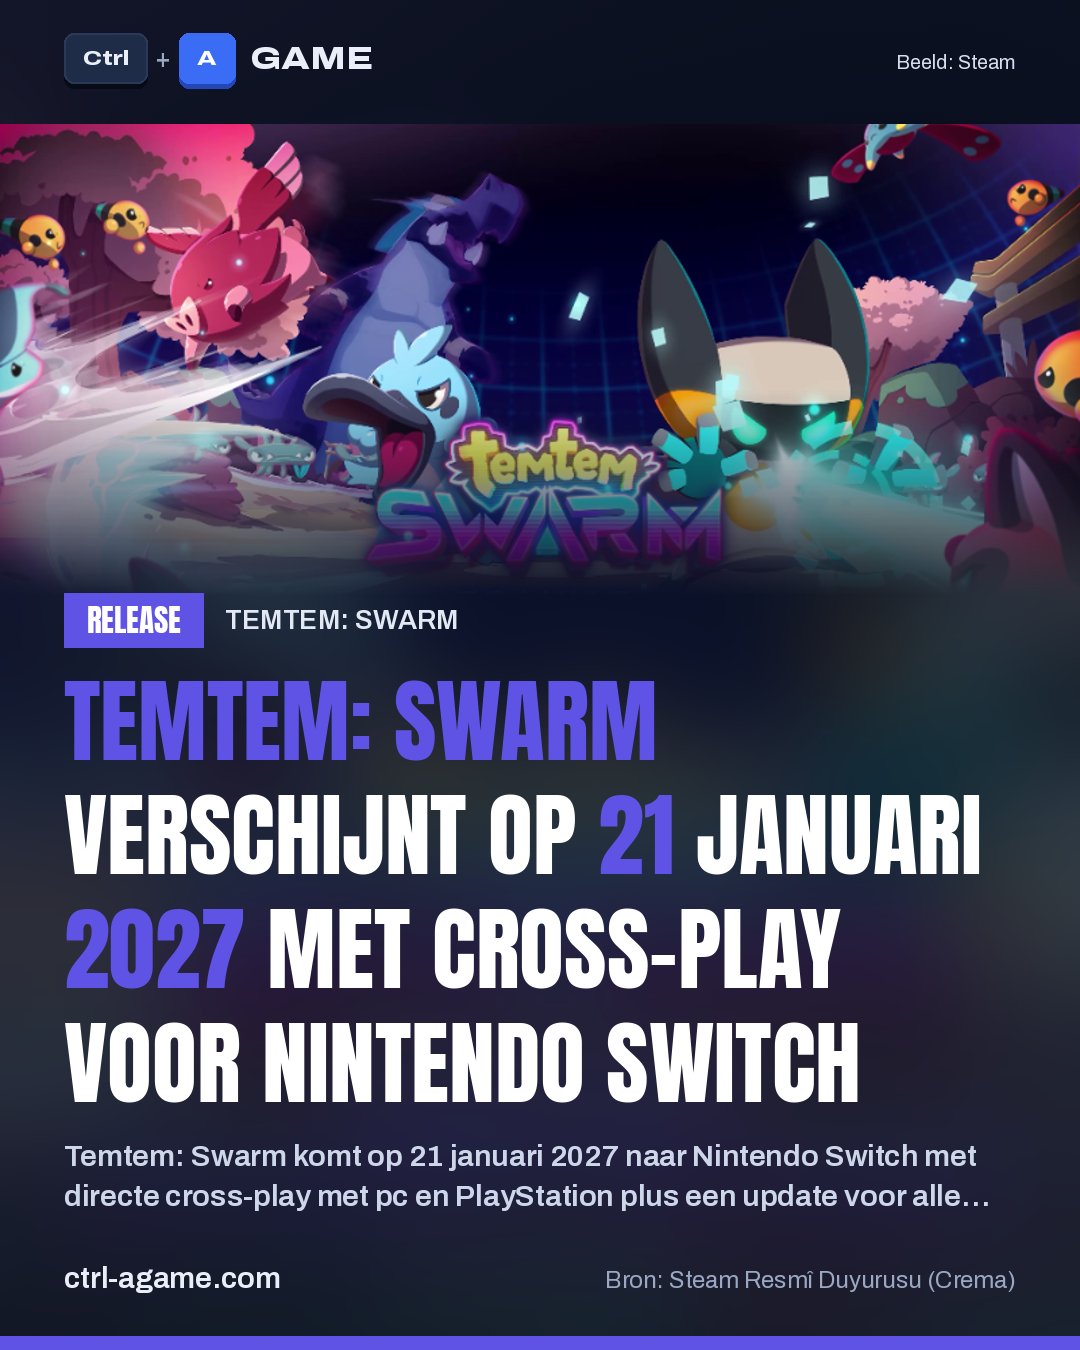 Ctrl + A GAME
Beeld: Steam
temtem
SWARM
RELEASE
TEMTEM: SWARM
TEMTEM: SWARM
VERSCHIJNT OP 21 JANUARI
2027 MET CROSS-PLAY
VOOR NINTENDO SWITCH
Temtem: Swarm komt op 21 januari 2027 naar Nintendo Switch met
directe cross-play met pc en PlayStation plus een update voor alle...
ctrl-agame.com
Bron: Steam Resmî Duyurusu (Crema)